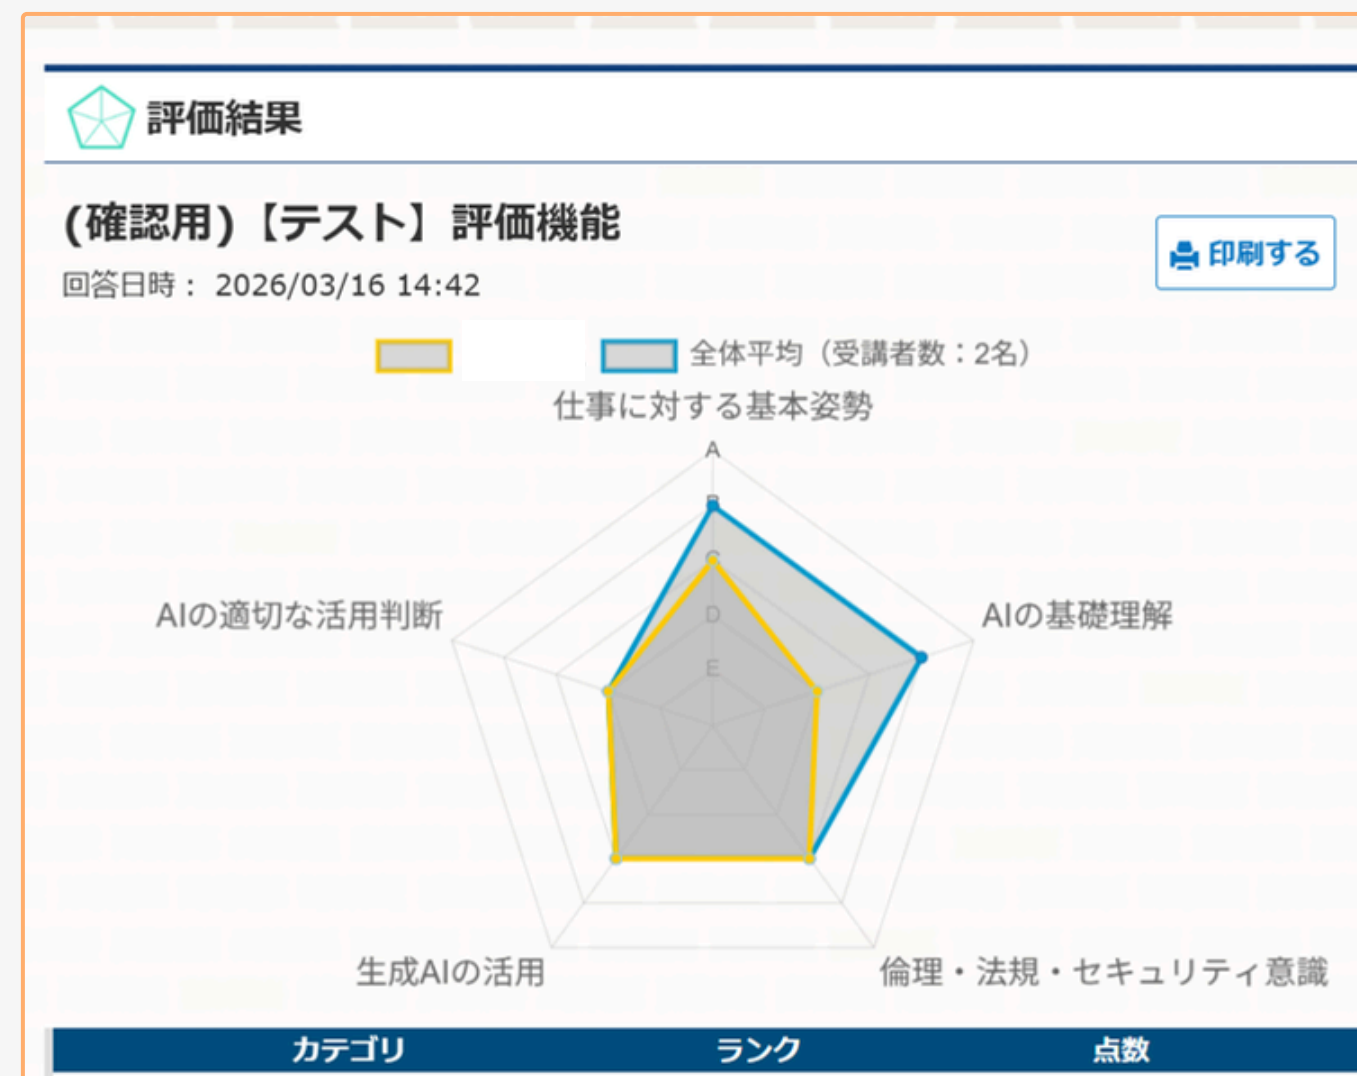 評価結果
(確認用)【テスト】評価機能
回答日時： 2026/03/16 14:42
印刷する
全体平均（受講者数：2名）
仕事に対する基本姿勢
A
B
C
D
E
AIの適切な活用判断
AIの基礎理解
生成AIの活用
倫理・法規・セキュリティ意識
カテゴリ ランク 点数